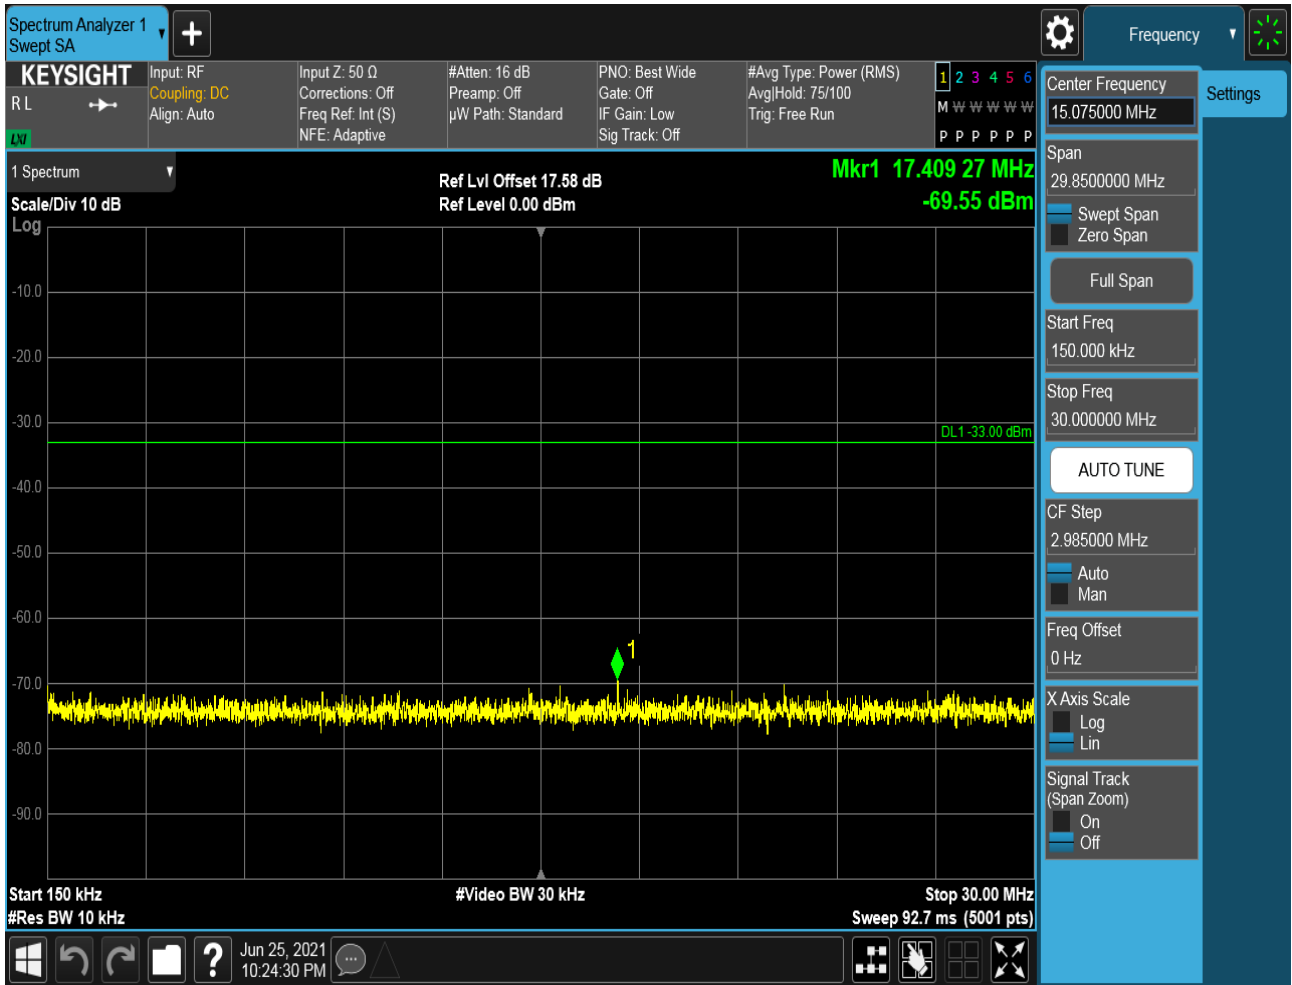 Spectrum Analyzer 1
Swept SA
Frequency
KEYSIGHT
R L
LXI
Input: RF
Coupling: DC
Align: Auto
Input Z: 50 Ω
Corrections: Off
Freq Ref: Int (S)
NFE: Adaptive
#Atten: 16 dB
Preamp: Off
µW Path: Standard
PNO: Best Wide
Gate: Off
IF Gain: Low
Sig Track: Off
#Avg Type: Power (RMS)
Avg|Hold: 75/100
Trig: Free Run
1 2 3 4 5 6
M W W W W W
P P P P P P
1 Spectrum
Scale/Div 10 dB
Log
Ref Lvl Offset 17.58 dB
Ref Level 0.00 dBm
Mkr1 17.409 27 MHz
-69.55 dBm
-10.0
-20.0
-30.0
DL1 -33.00 dBm
-40.0
-50.0
-60.0
1
-70.0
-80.0
-90.0
Start 150 kHz
#Video BW 30 kHz
Stop 30.00 MHz
#Res BW 10 kHz
Sweep 92.7 ms (5001 pts)
Center Frequency
15.075000 MHz
Settings
Span
29.8500000 MHz
Swept Span
Zero Span
Full Span
Start Freq
150.000 kHz
Stop Freq
30.000000 MHz
AUTO TUNE
CF Step
2.985000 MHz
Auto
Man
Freq Offset
0 Hz
X Axis Scale
Log
Lin
Signal Track
(Span Zoom)
On
Off
?
Jun 25, 2021
10:24:30 PM